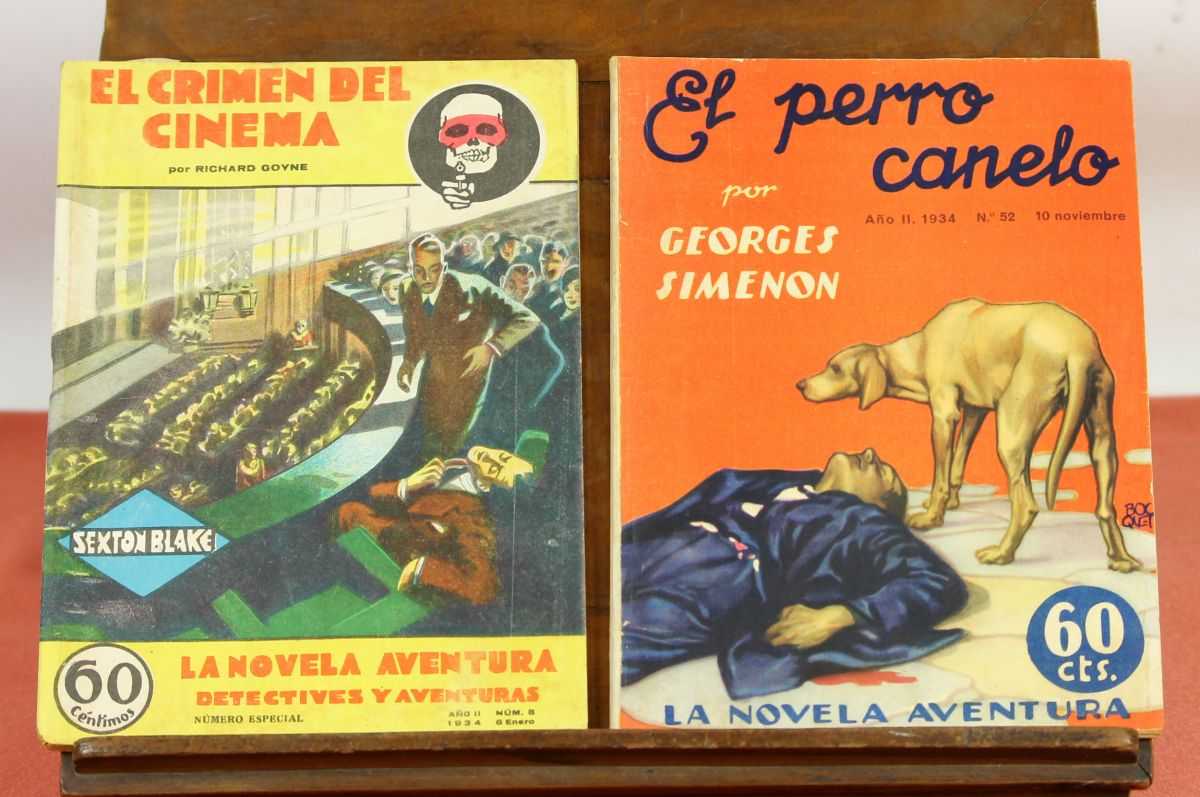 EL CRIMEN DEL
CINEMA
por RICHARD GOYNE
SEXTON BLAKE
60
Céntimos
LA NOVELA AVENTURA
DETECTIVES Y AVENTURAS
NÚMERO ESPECIAL
AÑO II NÚM. 8
1934 6 Enero
El perro
canelo
por
Año II. 1934 N.º 52 10 noviembre
GEORGES
SIMENON
BOC
QUET
60
cts.
LA NOVELA AVENTURA